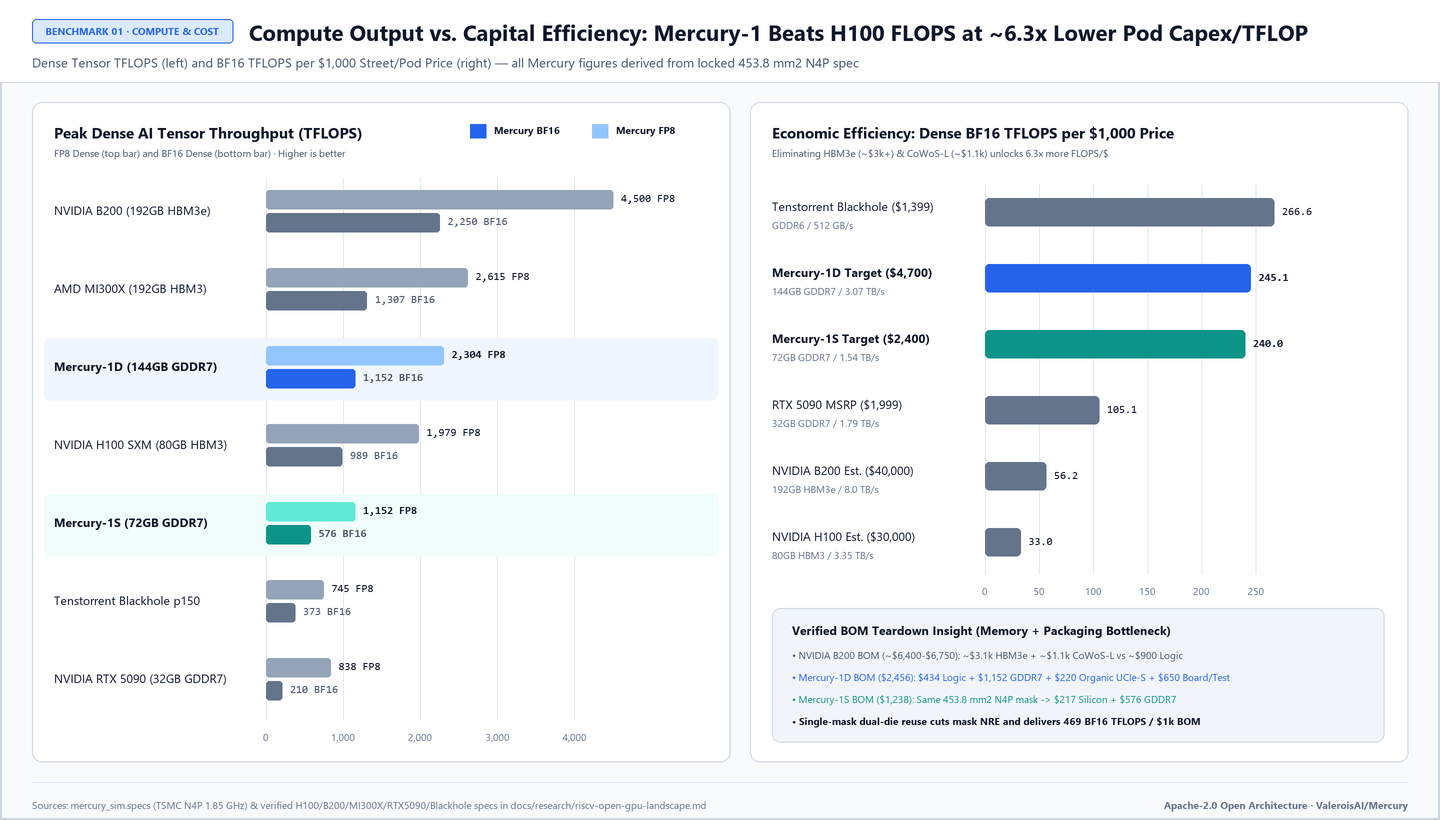 BENCHMARK 01 · COMPUTE & COST
Compute Output vs. Capital Efficiency: Mercury-1 Beats H100 FLOPS at ~6.3x Lower Pod Capex/TFLOP
Dense Tensor TFLOPS (left) and BF16 TFLOPS per $1,000 Street/Pod Price (right) — all Mercury figures derived from locked 453.8 mm2 N4P spec
Peak Dense AI Tensor Throughput (TFLOPS)
Mercury BF16
Mercury FP8
FP8 Dense (top bar) and BF16 Dense (bottom bar) · Higher is better
NVIDIA B200 (192GB HBM3e)
4,500 FP8
2,250 BF16
AMD MI300X (192GB HBM3)
2,615 FP8
1,307 BF16
Mercury-1D (144GB GDDR7)
2,304 FP8
1,152 BF16
NVIDIA H100 SXM (80GB HBM3)
1,979 FP8
989 BF16
Mercury-1S (72GB GDDR7)
1,152 FP8
576 BF16
Tenstorrent Blackhole p150
745 FP8
373 BF16
NVIDIA RTX 5090 (32GB GDDR7)
838 FP8
210 BF16
0
1,000
2,000
3,000
4,000
Economic Efficiency: Dense BF16 TFLOPS per $1,000 Price
Eliminating HBM3e (~$3k+) & CoWoS-L (~$1.1k) unlocks 6.3x more FLOPS/$
Tenstorrent Blackhole ($1,399)
GDDR6 / 512 GB/s
266.6
Mercury-1D Target ($4,700)
144GB GDDR7 / 3.07 TB/s
245.1
Mercury-1S Target ($2,400)
72GB GDDR7 / 1.54 TB/s
240.0
RTX 5090 MSRP ($1,999)
32GB GDDR7 / 1.79 TB/s
105.1
NVIDIA B200 Est. ($40,000)
192GB HBM3e / 8.0 TB/s
56.2
NVIDIA H100 Est. ($30,000)
80GB HBM3 / 3.35 TB/s
33.0
0
50
100
150
200
250
Verified BOM Teardown Insight (Memory + Packaging Bottleneck)
• NVIDIA B200 BOM (~$6,400-$6,750): ~$3.1k HBM3e + ~$1.1k CoWoS-L vs ~$900 Logic
• Mercury-1D BOM ($2,456): $434 Logic + $1,152 GDDR7 + $220 Organic UCIe-S + $650 Board/Test
• Mercury-1S BOM ($1,238): Same 453.8 mm2 N4P mask -> $217 Silicon + $576 GDDR7
• Single-mask dual-die reuse cuts mask NRE and delivers 469 BF16 TFLOPS / $1k BOM
Sources: mercury_sim.specs (TSMC N4P 1.85 GHz) & verified H100/B200/MI300X/RTX5090/Blackhole specs in docs/research/riscv-open-gpu-landscape.md
Apache-2.0 Open Architecture · ValeroisAI/Mercury